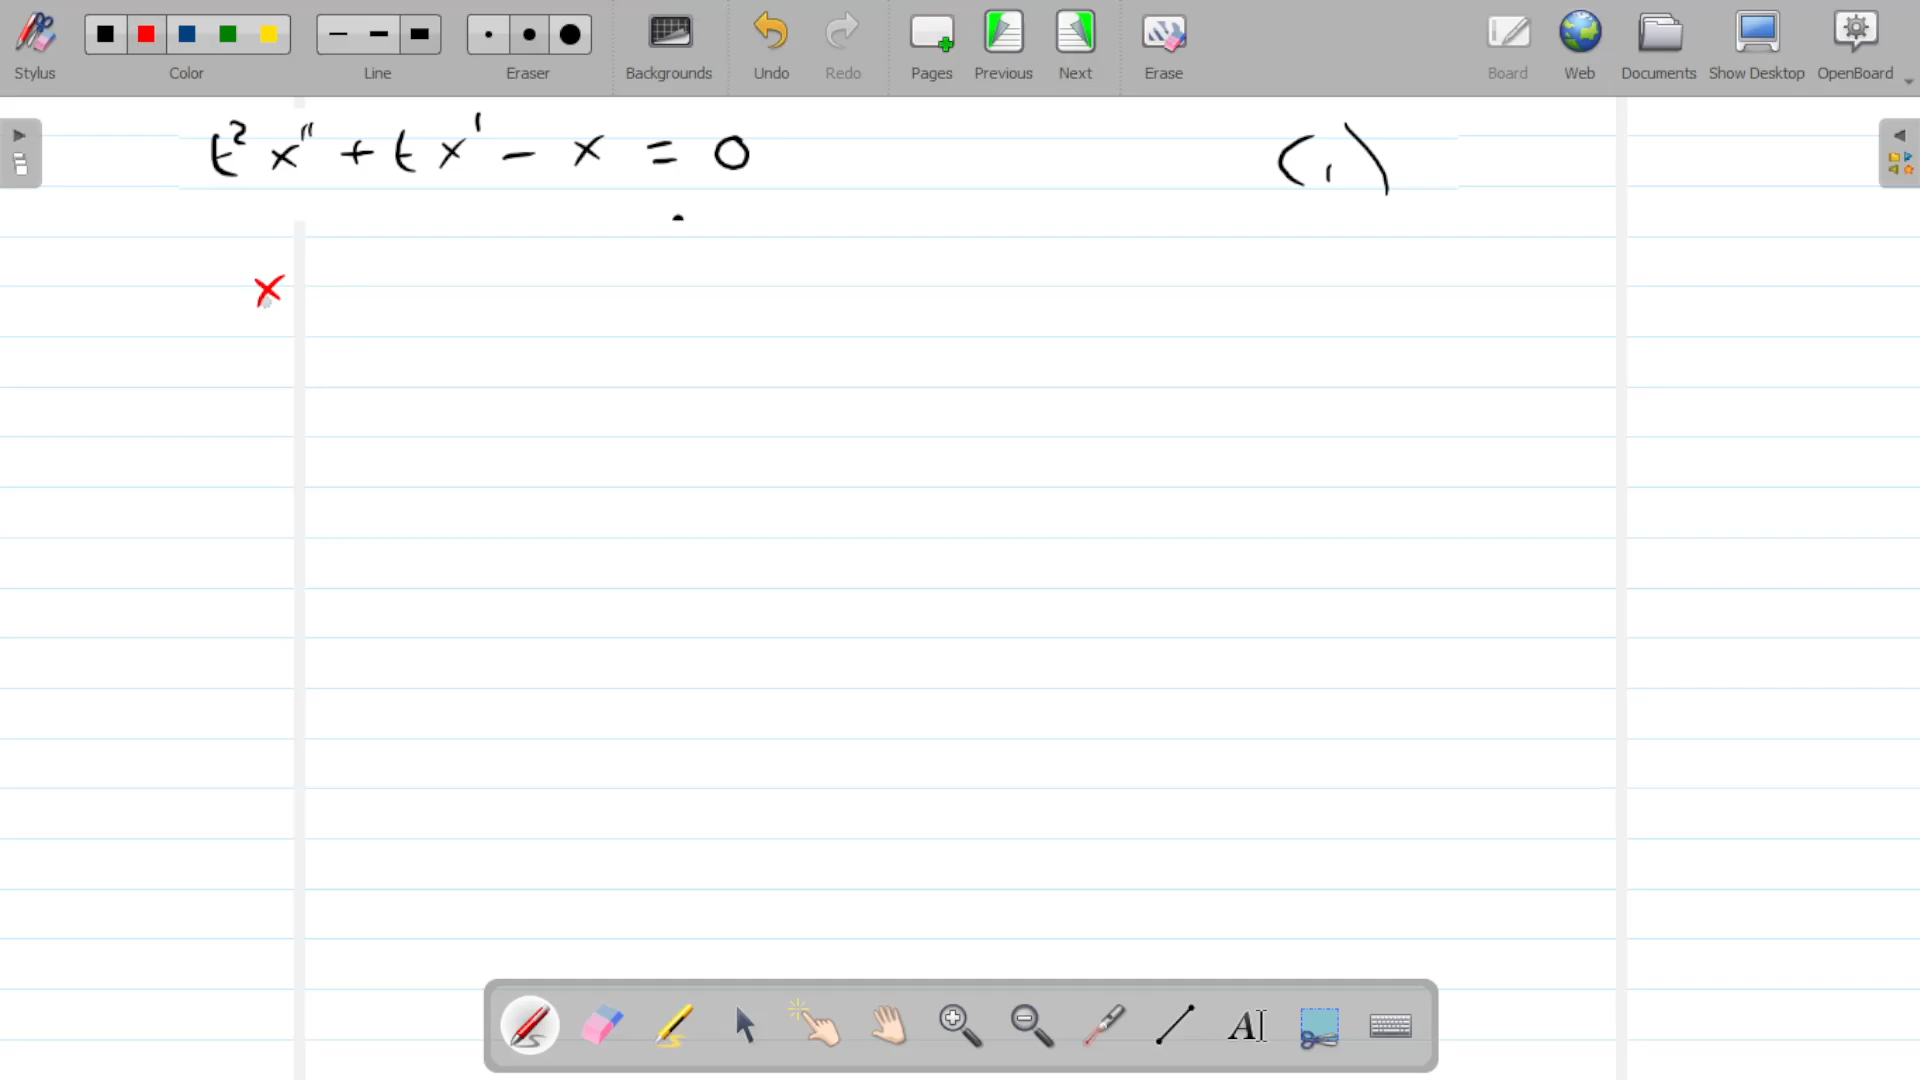 Stylus Color Line Eraser Backgrounds Undo Redo Pages Previous Next Erase Board Web Documents Show Desktop OpenBoard
t² x'' + t x' - x = 0 (1)
x